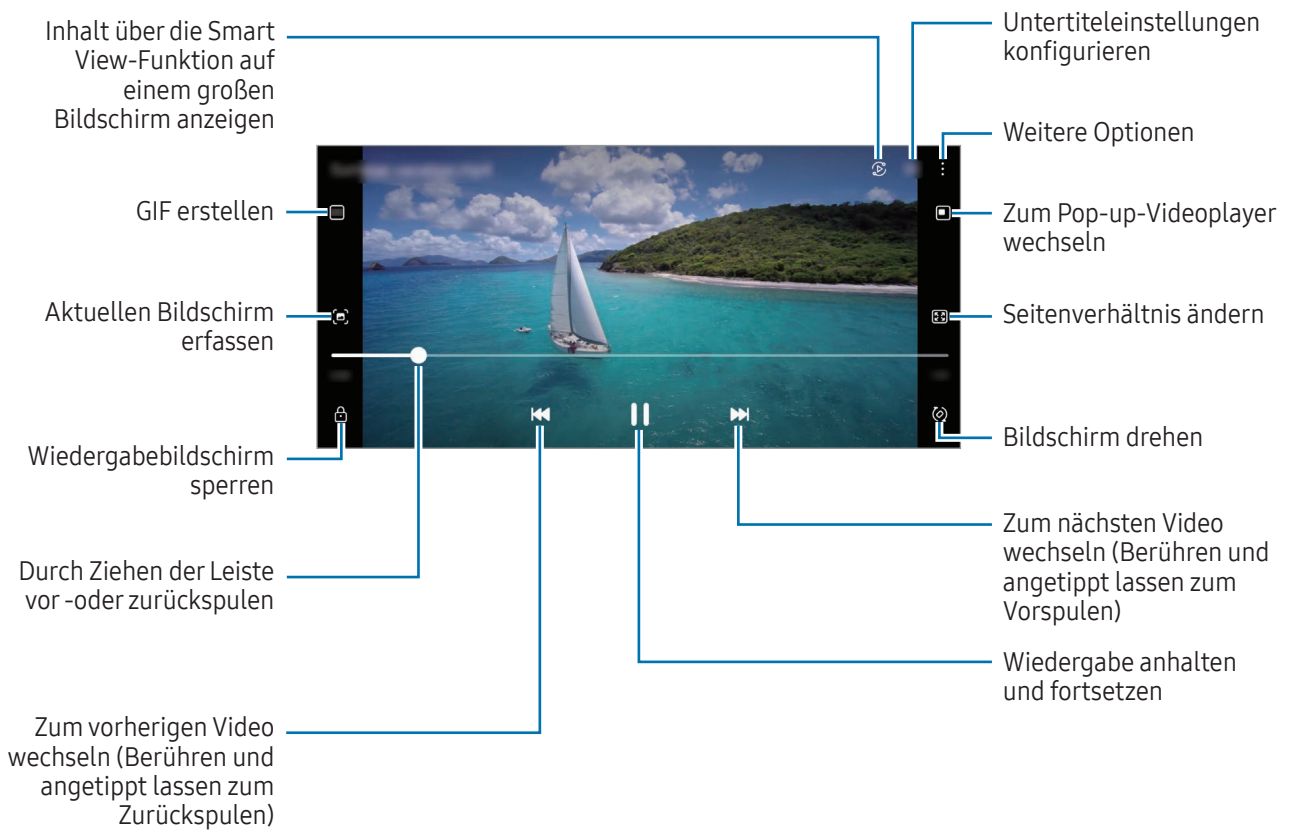 Inhalt über die Smart
View-Funktion auf
einem großen
Bildschirm anzeigen
GIF erstellen
Aktuellen Bildschirm
erfassen
Wiedergabebildschirm
sperren
Durch Ziehen der Leiste
vor -oder zurückspulen
Zum vorherigen Video
wechseln (Berühren und
angetippt lassen zum
Zurückspulen)
Untertiteleinstellungen
konfigurieren
Weitere Optionen
Zum Pop-up-Videoplayer
wechseln
Seitenverhältnis ändern
Bildschirm drehen
Zum nächsten Video
wechseln (Berühren und
angetippt lassen zum
Vorspulen)
Wiedergabe anhalten
und fortsetzen